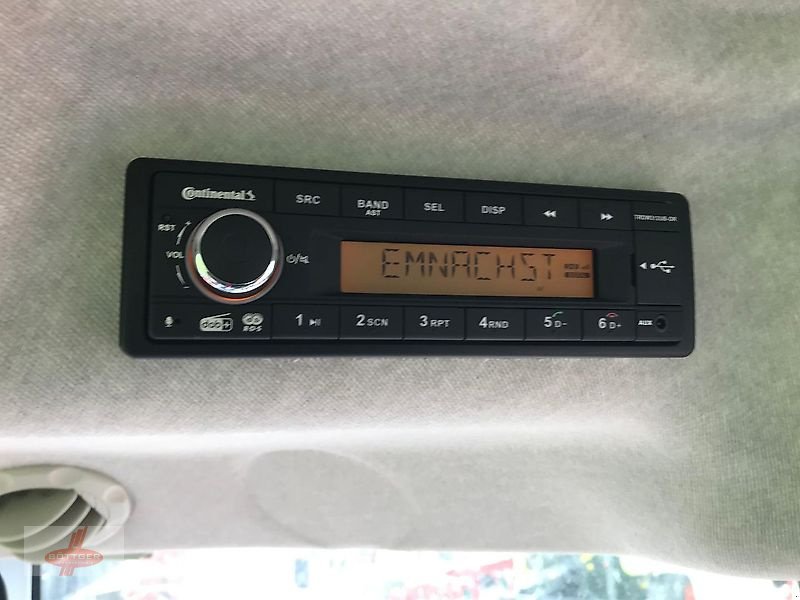 Continental
SRC
BAND
AST
SEL
DISP
RST
VOL
EMNACHST
dab+
RDS
1
2 SCN
3 RPT
4 RND
5 D-
6 D+
AUX
BÖTTGER